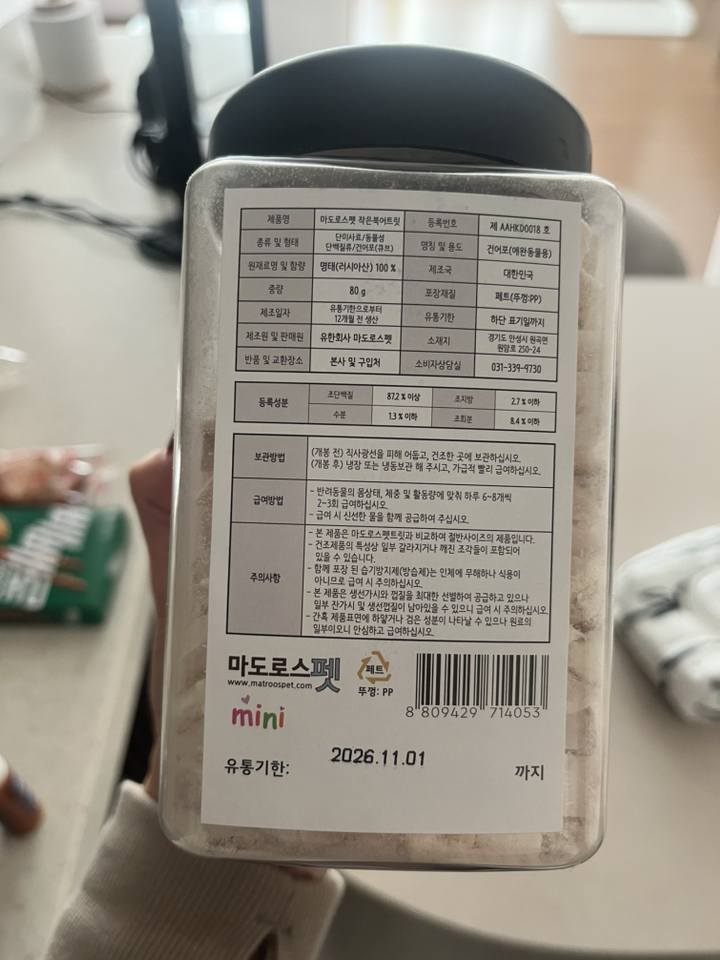 제품명 마도로스펫 작은북어트릿 등록번호 제 AAHKD0018 호
종류 및 형태 단미사료/동물성 단백질류/건어포(큐브) 명칭 및 용도 건어포(애완동물용)
원재료명 및 함량 명태(러시아산) 100 % 제조국 대한민국
중량 80 g 포장재질 페트(뚜껑:PP)
제조일자 유통기한으로부터 12개월 전 생산 유통기한 하단 표기일까지
제조원 및 판매원 유한회사 마도로스펫 소재지 경기도 안성시 원곡면 원암로 250-24
반품 및 교환장소 본사 및 구입처 소비자상담실 031-339-9730
등록성분 조단백질 87.2 % 이상 조지방 2.7 % 이하
수분 1.3 % 이하 조회분 8.4 % 이하
보관방법
(개봉 전) 직사광선을 피해 어둡고, 건조한 곳에 보관하십시오.
(개봉 후) 냉장 또는 냉동보관 해 주시고, 가급적 빨리 급여하십시오.
급여방법
- 반려동물의 몸상태, 체중 및 활동량에 맞춰 하루 6~8개씩
2~3회 급여하십시오.
- 급여 시 신선한 물을 함께 공급하여 주십시오.
주의사항
- 본 제품은 마도로스펫트릿과 비교하여 절반사이즈의 제품입니다.
- 건조제품의 특성상 일부 갈라지거나 깨진 조각들이 포함되어
있을 수 있습니다.
- 함께 포장 된 습기방지제(방습제)는 인체에 무해하나 식용이
아니므로 급여 시 주의하십시오.
- 본 제품은 생선가시와 껍질을 최대한 선별하여 공급하고 있으나
일부 잔가시 및 생선껍질이 남아있을 수 있으니 급여 시 주의하십시오.
- 간혹 제품표면에 하얗거나 검은 성분이 나타날 수 있으나 원료의
일부이오니 안심하고 급여하십시오.
마도로스펫
www.matroospet.com
mini
페트
뚜껑: PP
8 809429 714053
유통기한: 2026.11.01 까지